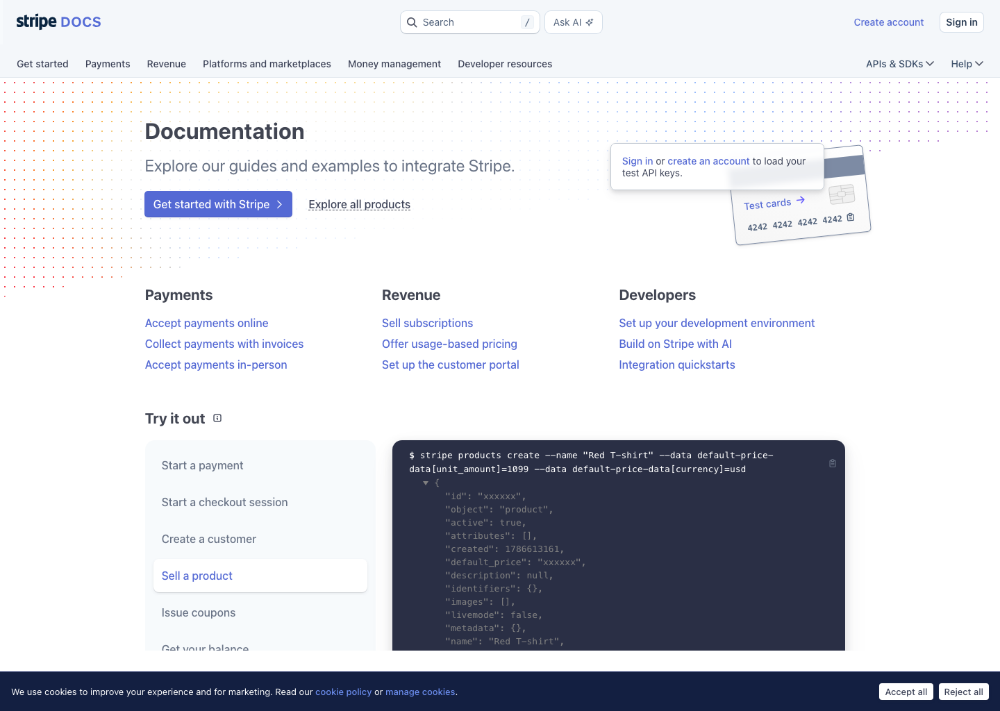 stripe DOCS
Search
/
Ask AI
Create account
Sign in
Get started
Payments
Revenue
Platforms and marketplaces
Money management
Developer resources
APIs & SDKs
Help
Documentation
Explore our guides and examples to integrate Stripe.
Get started with Stripe
Explore all products
Sign in or create an account to load your
test API keys.
Test cards
4242 4242 4242 4242
Payments
Accept payments online
Collect payments with invoices
Accept payments in-person
Revenue
Sell subscriptions
Offer usage-based pricing
Set up the customer portal
Developers
Set up your development environment
Build on Stripe with AI
Integration quickstarts
Try it out
Start a payment
Start a checkout session
Create a customer
Sell a product
Issue coupons
Get your balance
$ stripe products create --name "Red T-shirt" --data default-price-
data[unit_amount]=1099 --data default-price-data[currency]=usd
{
"id": "xxxxxx",
"object": "product",
"active": true,
"attributes": [],
"created": 1786613161,
"default_price": "xxxxxx",
"description": null,
"identifiers": {},
"images": [],
"livemode": false,
"metadata": {},
"name": "Red T-shirt",
We use cookies to improve your experience and for marketing. Read our cookie policy or manage cookies.
Accept all
Reject all